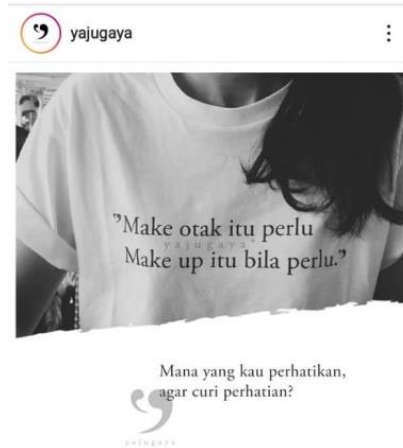 yajugaya
"Make otak itu perlu
yajugaya
Make up itu bila perlu."
Mana yang kau perhatikan,
agar curi perhatian?
yajugaya